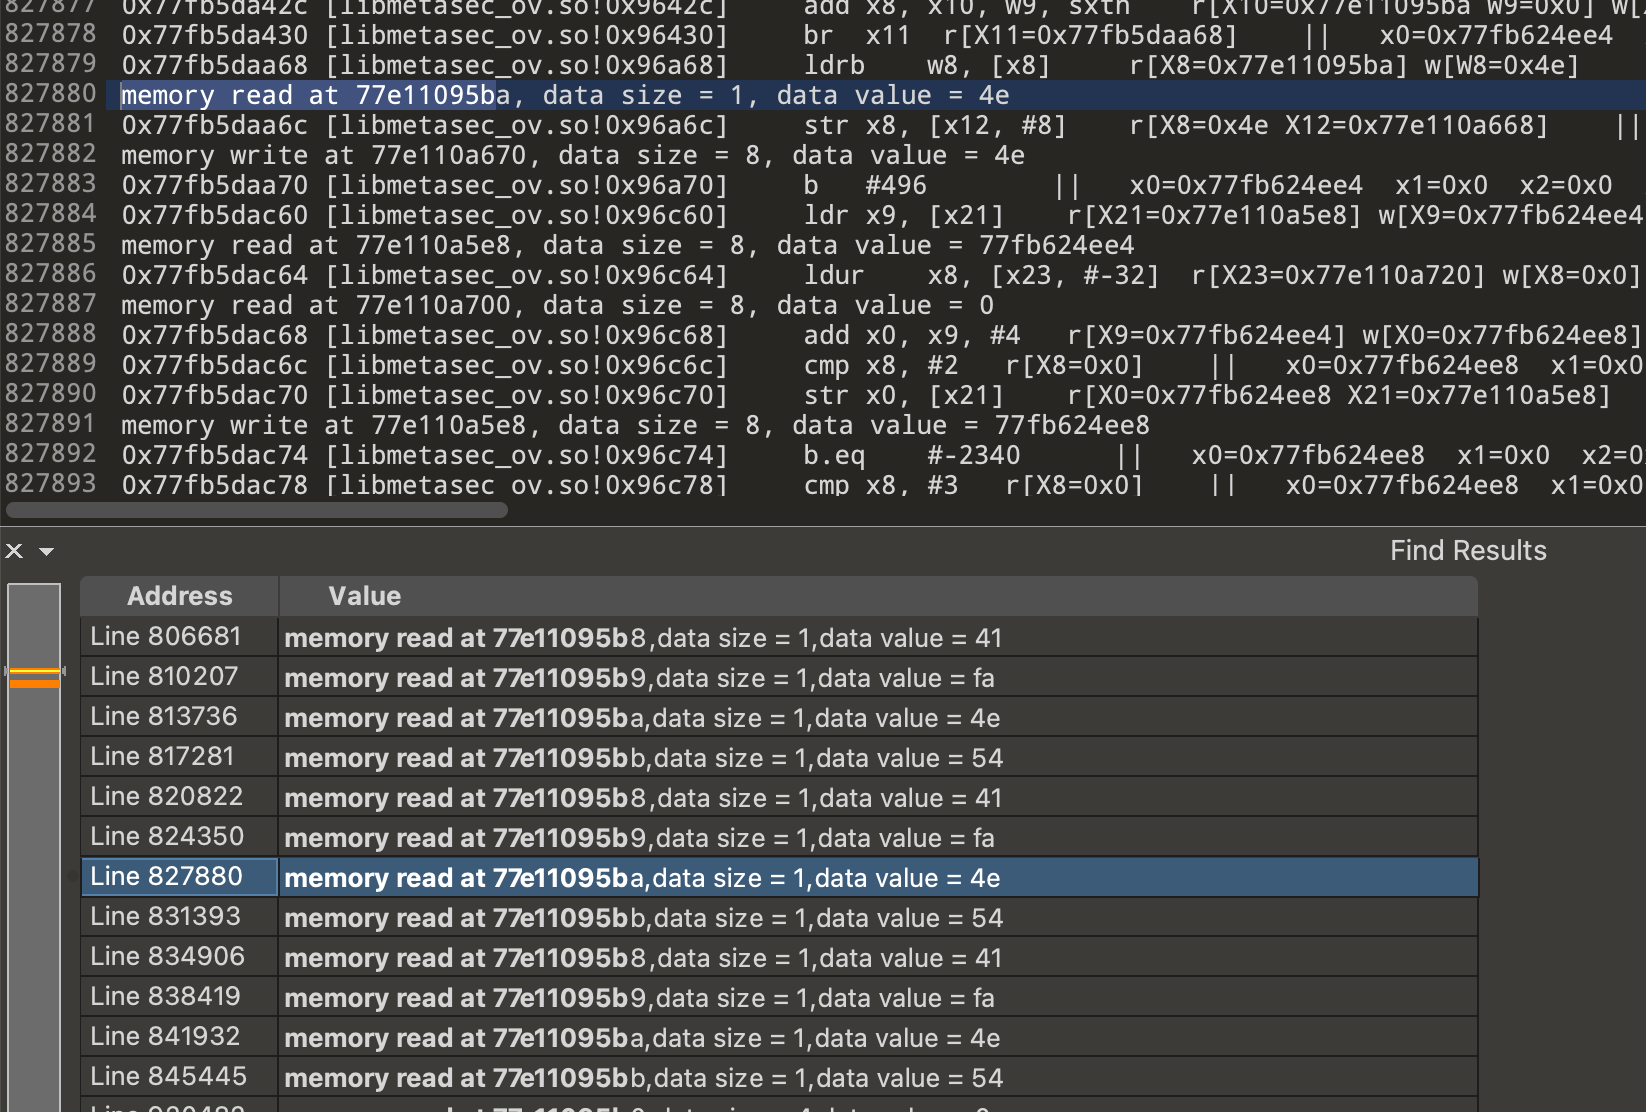 827877 0x77fb5da42c [libmetasec_ov.so!0x9642c] add x8, x10, w9, sxth r[X10=0x77e11095ba W9=0x0] w[
827878 0x77fb5da430 [libmetasec_ov.so!0x96430] br x11 r[X11=0x77fb5daa68] || x0=0x77fb624ee4
827879 0x77fb5daa68 [libmetasec_ov.so!0x96a68] ldrb w8, [x8] r[X8=0x77e11095ba] w[W8=0x4e]
827880 memory read at 77e11095ba, data size = 1, data value = 4e
827881 0x77fb5daa6c [libmetasec_ov.so!0x96a6c] str x8, [x12, #8] r[X8=0x4e X12=0x77e110a668] ||
827882 memory write at 77e110a670, data size = 8, data value = 4e
827883 0x77fb5daa70 [libmetasec_ov.so!0x96a70] b #496 || x0=0x77fb624ee4 x1=0x0 x2=0x0
827884 0x77fb5dac60 [libmetasec_ov.so!0x96c60] ldr x9, [x21] r[X21=0x77e110a5e8] w[X9=0x77fb624ee4
827885 memory read at 77e110a5e8, data size = 8, data value = 77fb624ee4
827886 0x77fb5dac64 [libmetasec_ov.so!0x96c64] ldur x8, [x23, #-32] r[X23=0x77e110a720] w[X8=0x0]
827887 memory read at 77e110a700, data size = 8, data value = 0
827888 0x77fb5dac68 [libmetasec_ov.so!0x96c68] add x0, x9, #4 r[X9=0x77fb624ee4] w[X0=0x77fb624ee8]
827889 0x77fb5dac6c [libmetasec_ov.so!0x96c6c] cmp x8, #2 r[X8=0x0] || x0=0x77fb624ee8 x1=0x0
827890 0x77fb5dac70 [libmetasec_ov.so!0x96c70] str x0, [x21] r[X0=0x77fb624ee8 X21=0x77e110a5e8]
827891 memory write at 77e110a5e8, data size = 8, data value = 77fb624ee8
827892 0x77fb5dac74 [libmetasec_ov.so!0x96c74] b.eq #-2340 || x0=0x77fb624ee8 x1=0x0 x2=0
827893 0x77fb5dac78 [libmetasec_ov.so!0x96c78] cmp x8, #3 r[X8=0x0] || x0=0x77fb624ee8 x1=0x0
Find Results
Address Value
Line 806681 memory read at 77e11095b8,data size = 1,data value = 41
Line 810207 memory read at 77e11095b9,data size = 1,data value = fa
Line 813736 memory read at 77e11095ba,data size = 1,data value = 4e
Line 817281 memory read at 77e11095bb,data size = 1,data value = 54
Line 820822 memory read at 77e11095b8,data size = 1,data value = 41
Line 824350 memory read at 77e11095b9,data size = 1,data value = fa
Line 827880 memory read at 77e11095ba,data size = 1,data value = 4e
Line 831393 memory read at 77e11095bb,data size = 1,data value = 54
Line 834906 memory read at 77e11095b8,data size = 1,data value = 41
Line 838419 memory read at 77e11095b9,data size = 1,data value = fa
Line 841932 memory read at 77e11095ba,data size = 1,data value = 4e
Line 845445 memory read at 77e11095bb,data size = 1,data value = 54